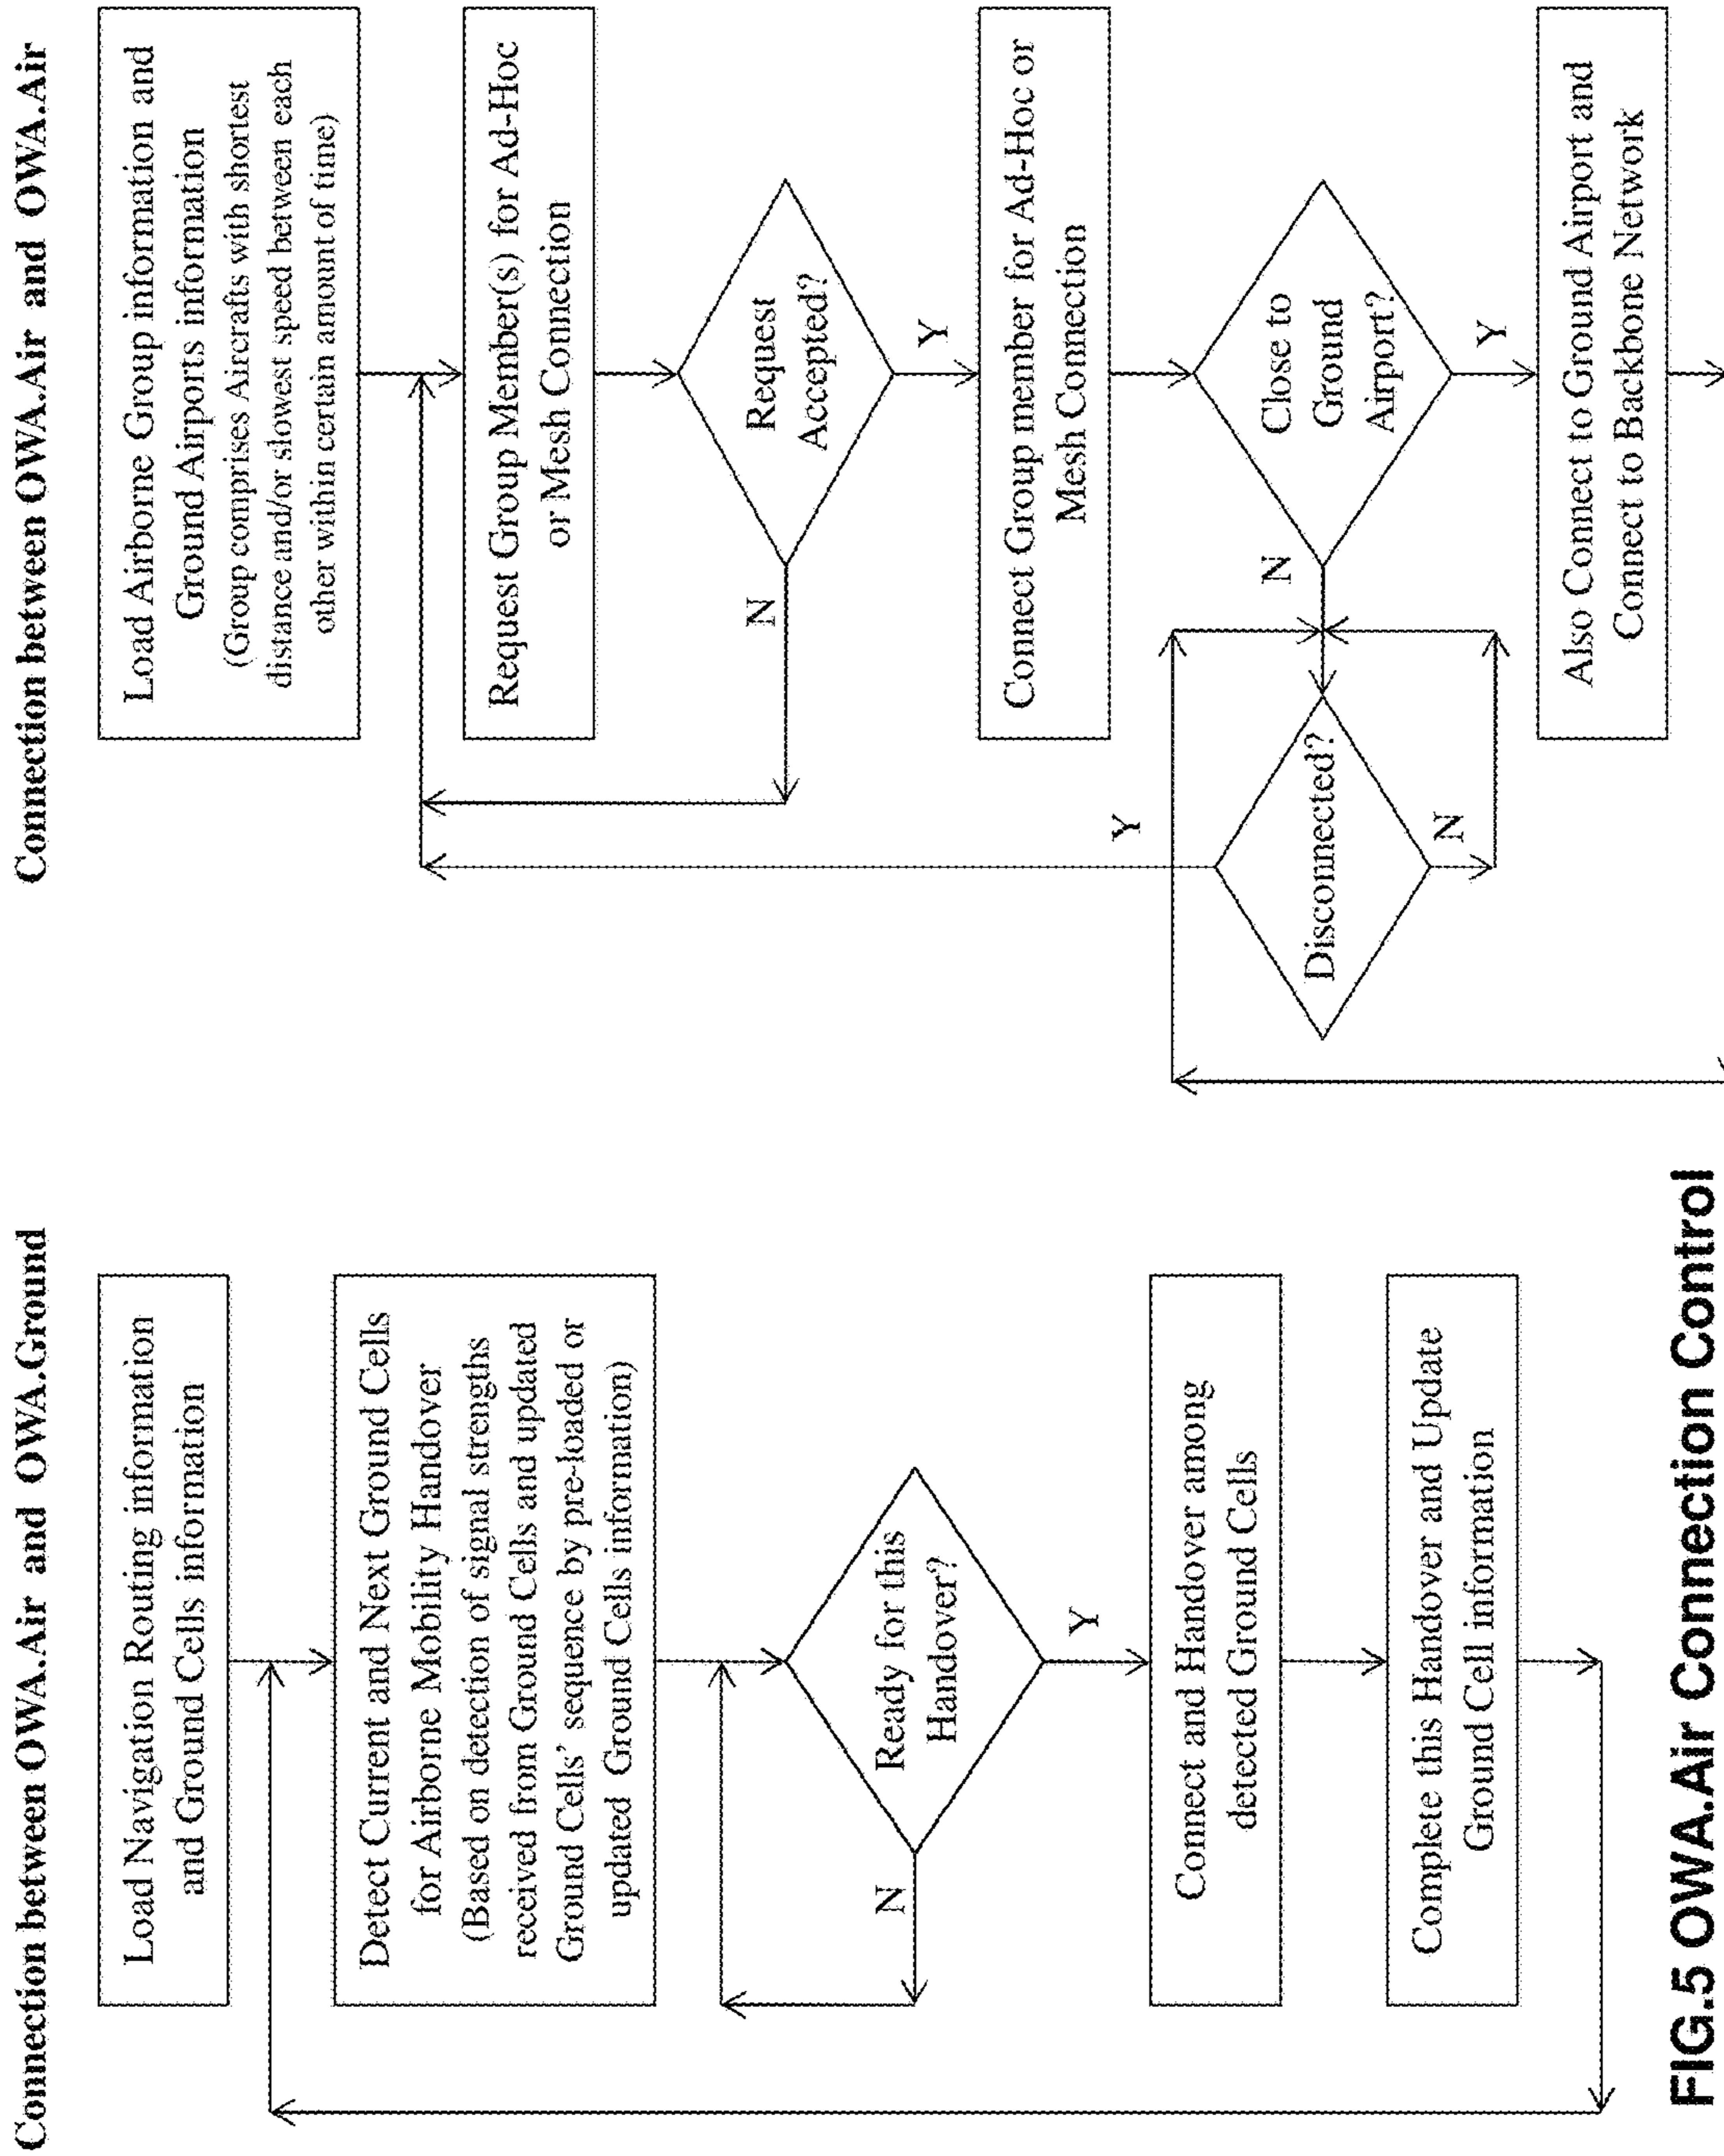 Connection between OWA.Air and OWA.Ground
Load Navigation Routing information
and Ground Cells information
Detect Current and Next Ground Cells
for Airborne Mobility Handover
(Based on detection of signal strengths
received from Ground Cells and updated
Ground Cells' sequence by pre-loaded or
updated Ground Cells information)
Ready for this
Handover?
N
Y
Connect and Handover among
detected Ground Cells
Complete this Handover and Update
Ground Cell information
Connection between OWA.Air and OWA.Air
Load Airborne Group information and
Ground Airports information
(Group comprises Aircrafts with shortest
distance and/or slowest speed between each
other within certain amount of time)
Request Group Member(s) for Ad-Hoc
or Mesh Connection
Request
Accepted?
N
Y
Connect Group member for Ad-Hoc or
Mesh Connection
Close to
Ground
Airport?
N
Y
Disconnected?
Y
N
Also Connect to Ground Airport and
Connect to Backbone Network
FIG.5 OWA.Air Connection Control